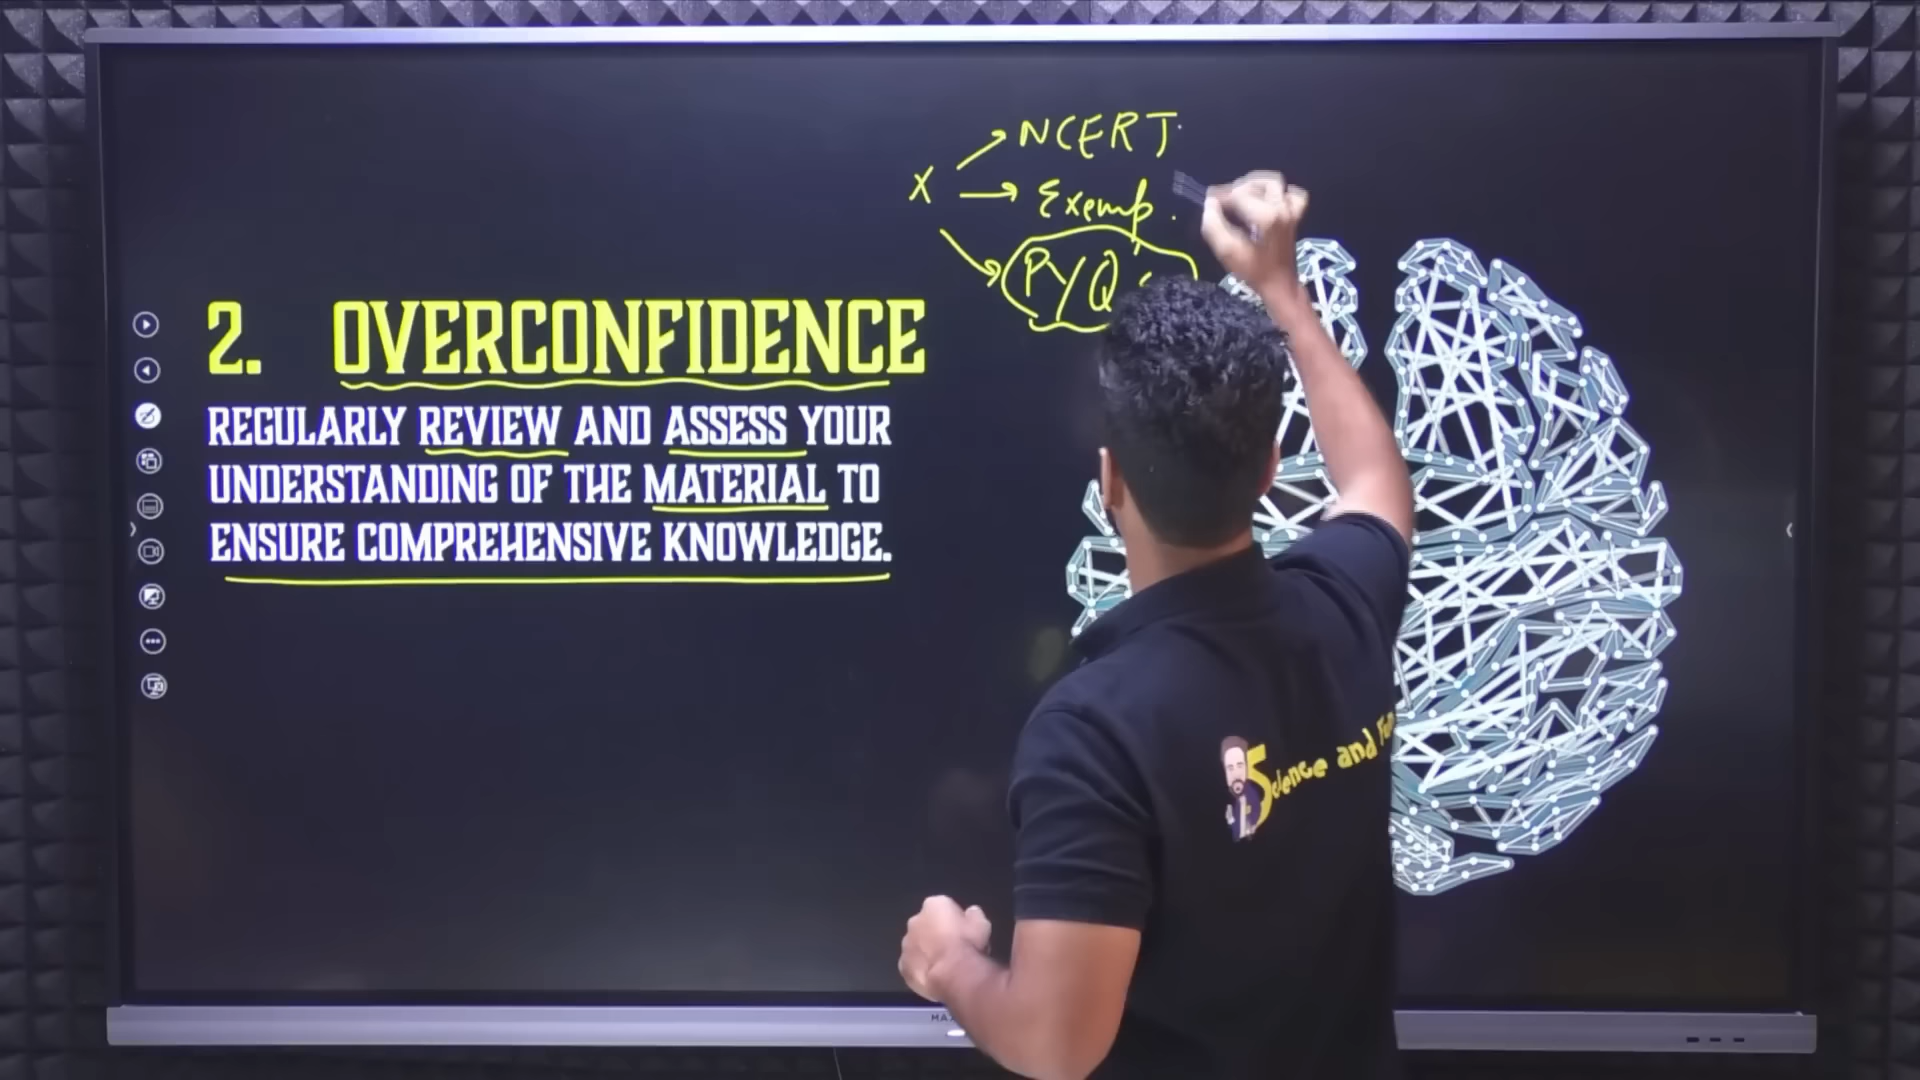 NCERT
X
Exemp.
PYQ
2. OVERCONFIDENCE
REGULARLY REVIEW AND ASSESS YOUR
UNDERSTANDING OF THE MATERIAL TO
ENSURE COMPREHENSIVE KNOWLEDGE.
Science and